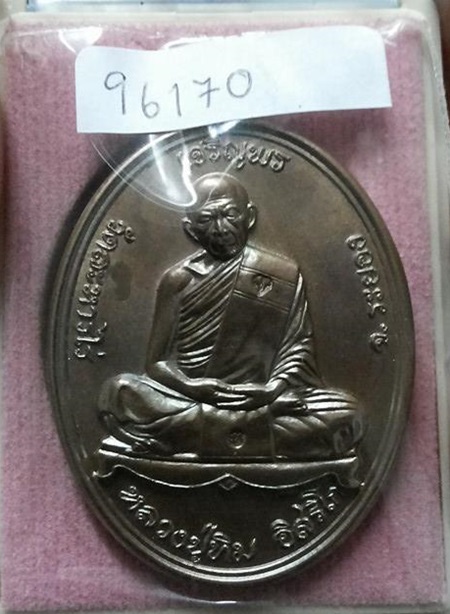 96170
เจริญพร
วัดละหารไร่
จ. ระยอง
หลวงปู่ทิม อิสริโก